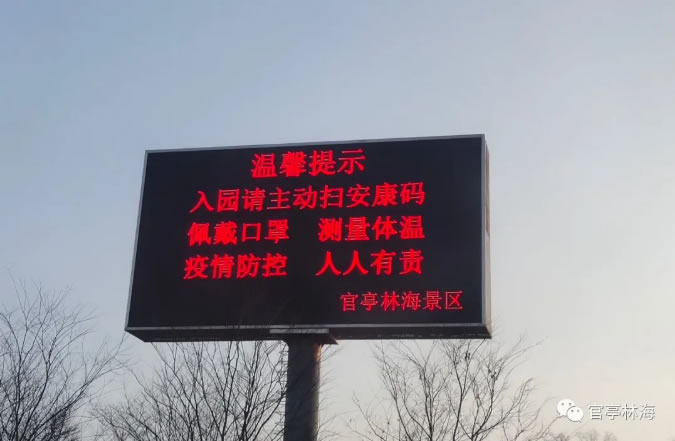 温馨提示
入园请主动扫安康码
佩戴口罩 测量体温
疫情防控 人人有责
官亭林海景区
官亭林海